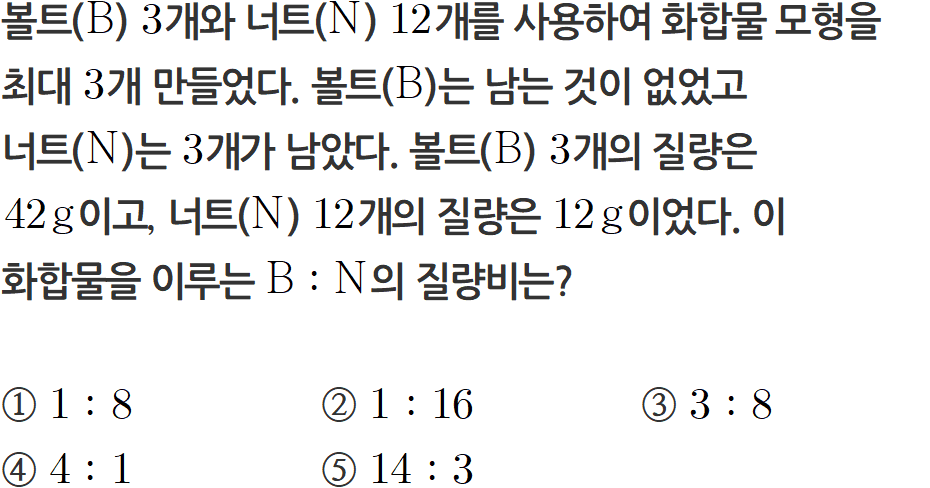 볼트(B) 3개와 너트(N) 12개를 사용하여 화합물 모형을
최대 3개 만들었다. 볼트(B)는 남는 것이 없었고
너트(N)는 3개가 남았다. 볼트(B) 3개의 질량은
42g이고, 너트(N) 12개의 질량은 12g이었다. 이
화합물을 이루는 B : N의 질량비는?
① 1 : 8 ② 1 : 16 ③ 3 : 8
④ 4 : 1 ⑤ 14 : 3